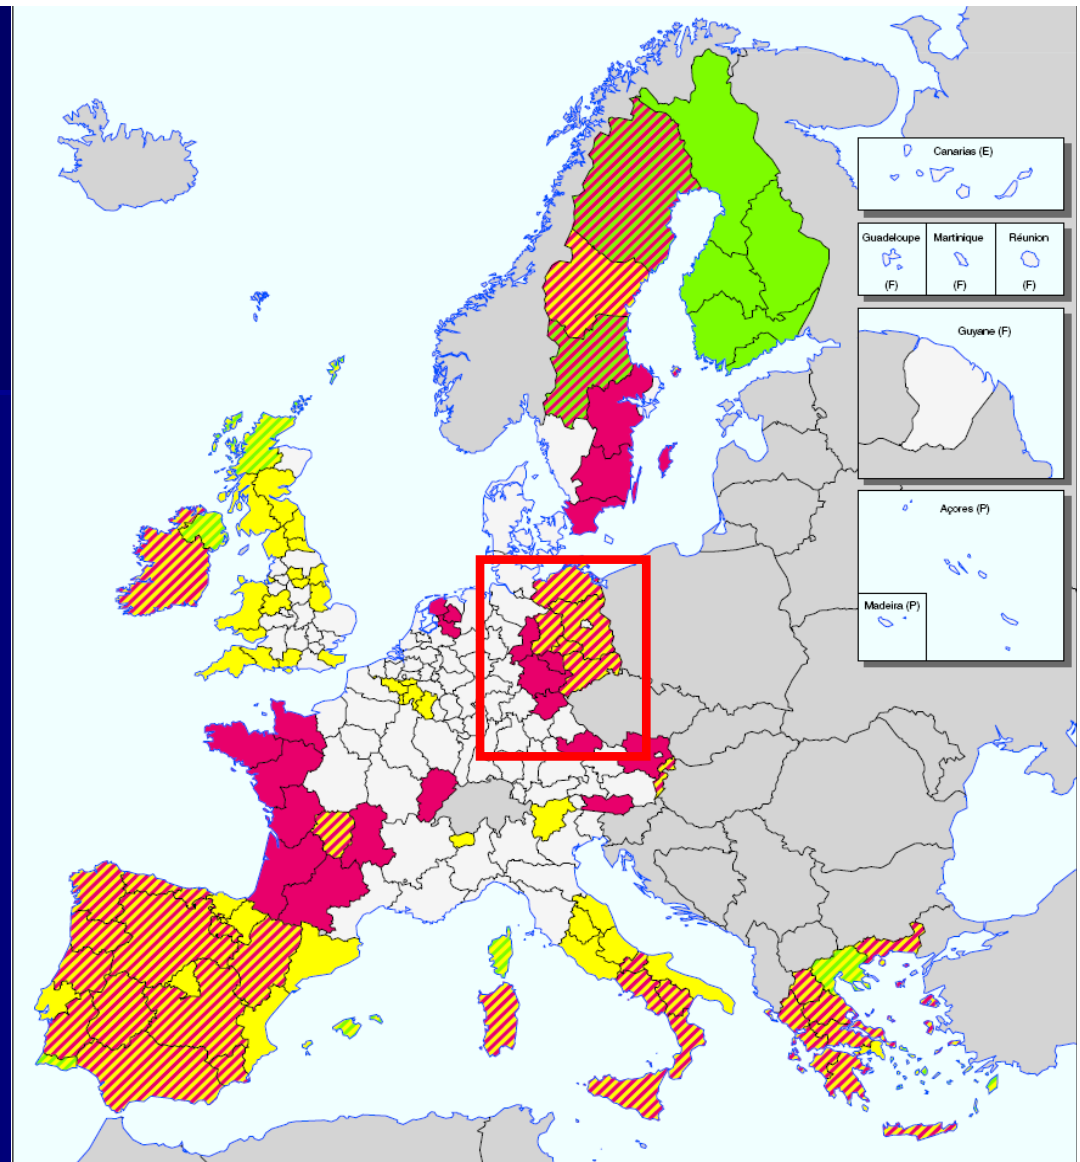 Canarias (E)
Guadeloupe
Martinique
Réunion
(F)
(F)
(F)
Guyane (F)
Açores (P)
Madeira (P)